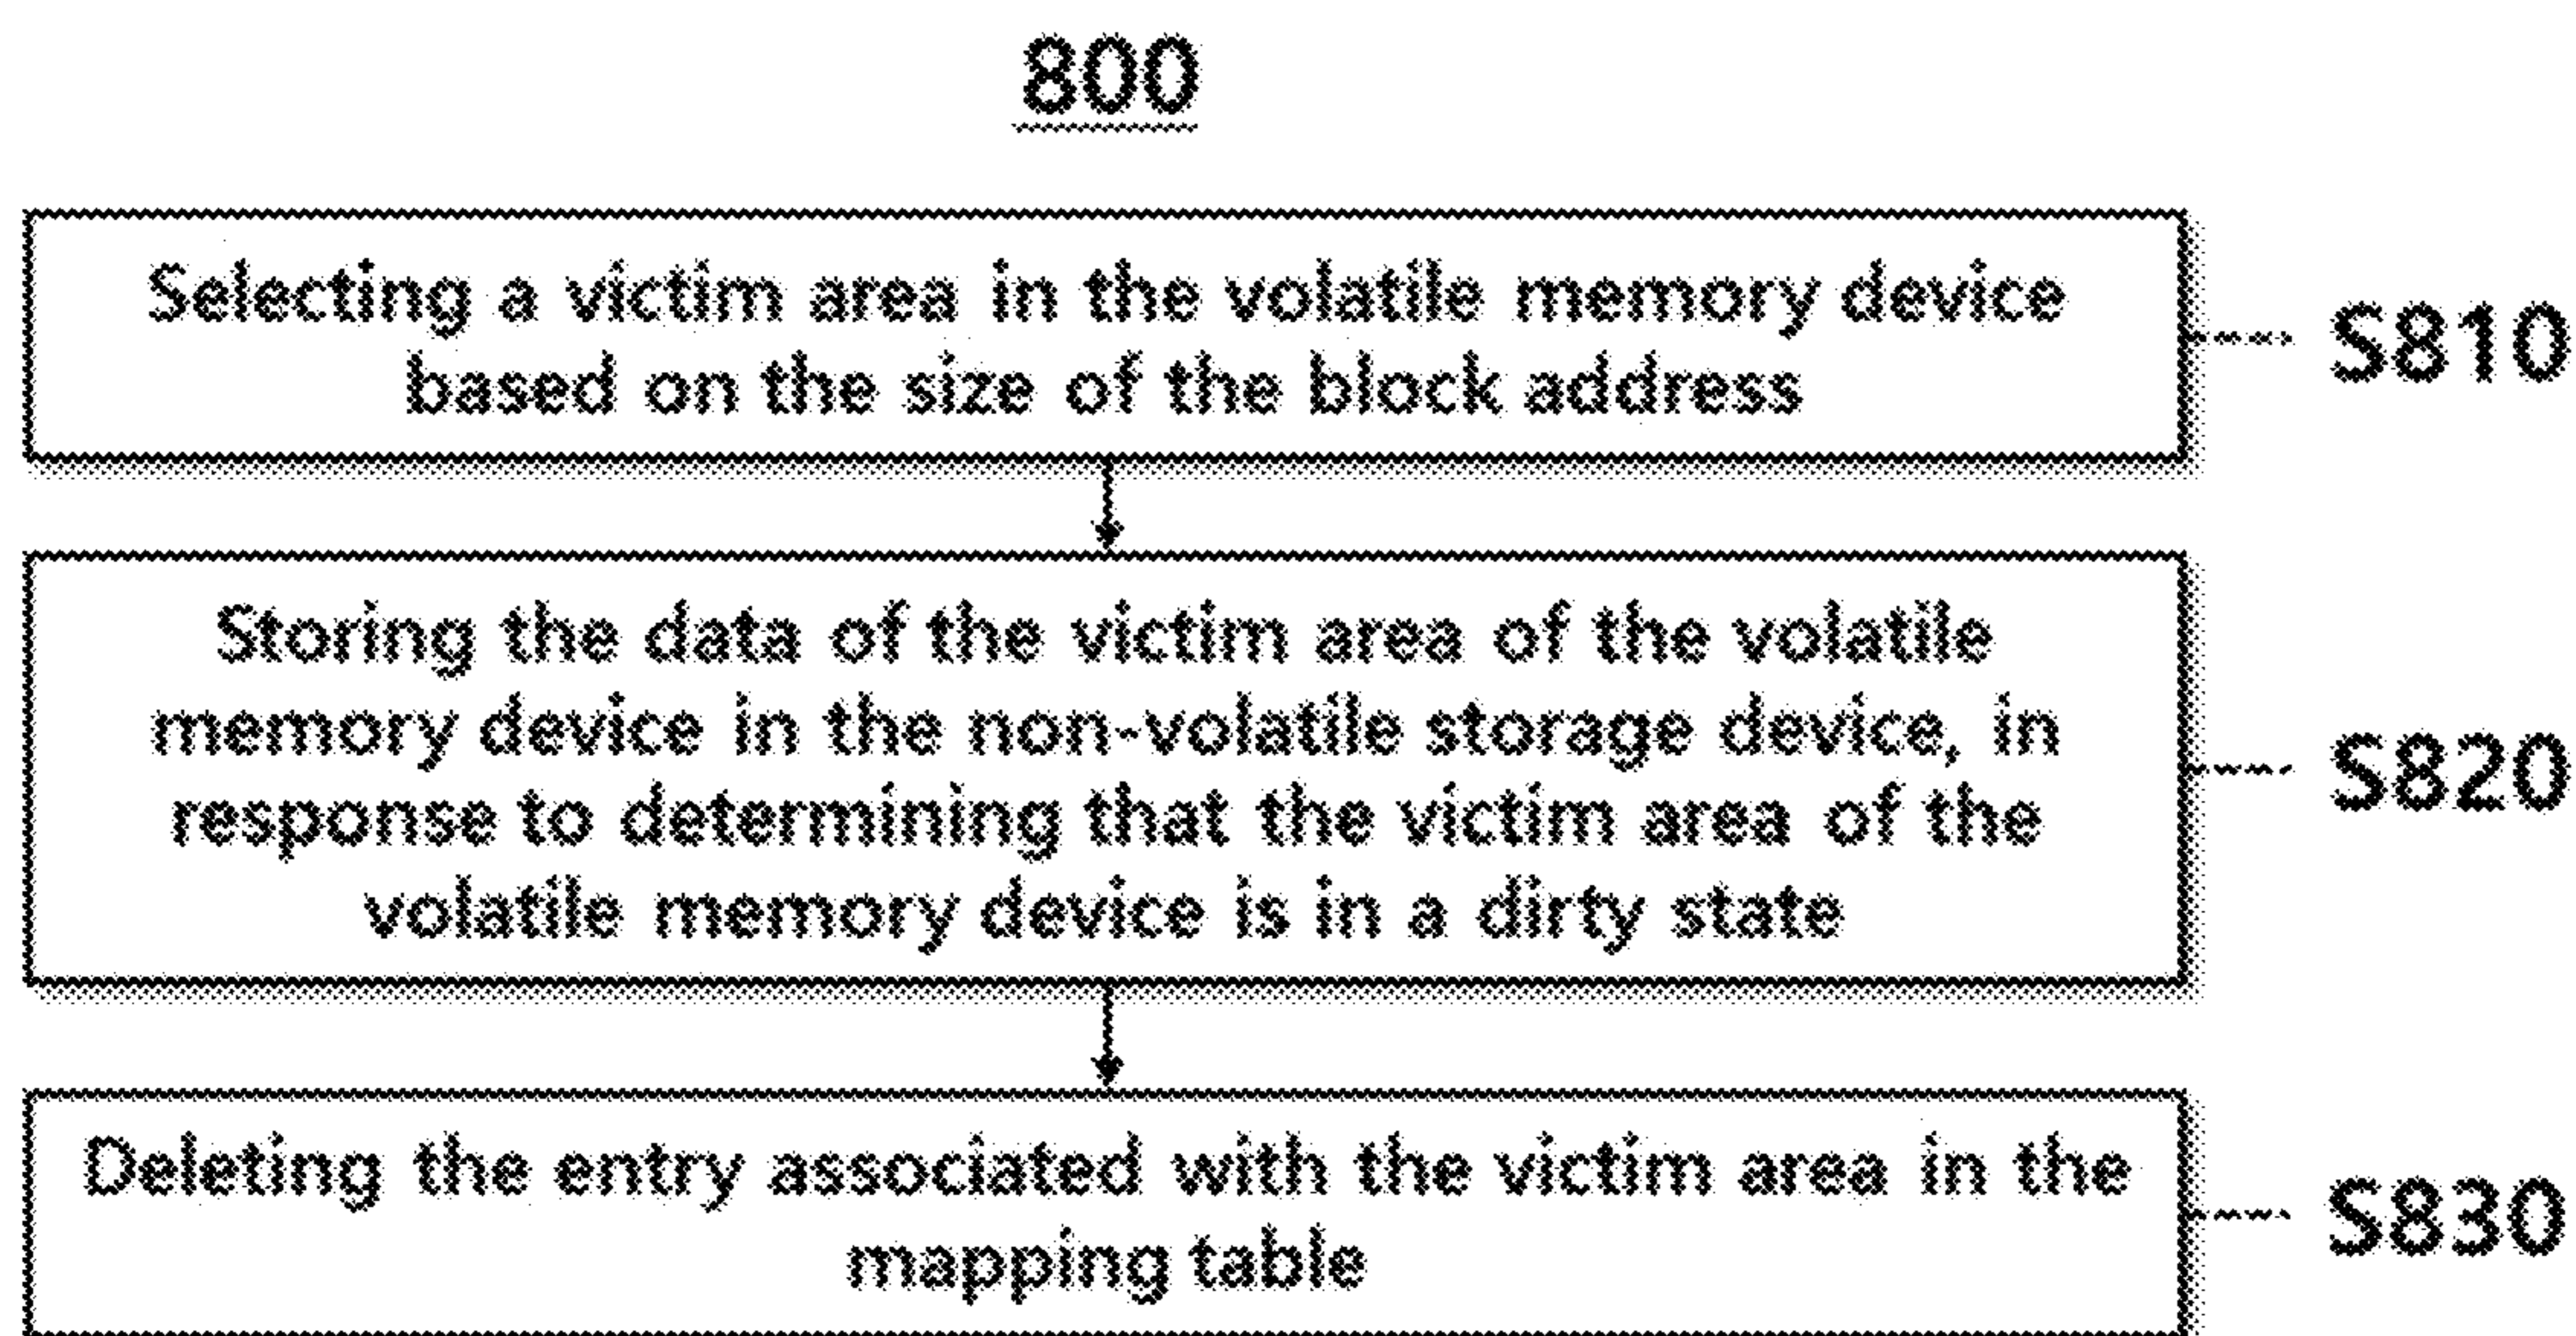 800
Selecting a victim area in the volatile memory device
based on the size of the block address
S810
Storing the data of the victim area of the volatile
memory device in the non-volatile storage device, in
response to determining that the victim area of the
volatile memory device is in a dirty state
S820
Deleting the entry associated with the victim area in the
mapping table
S830